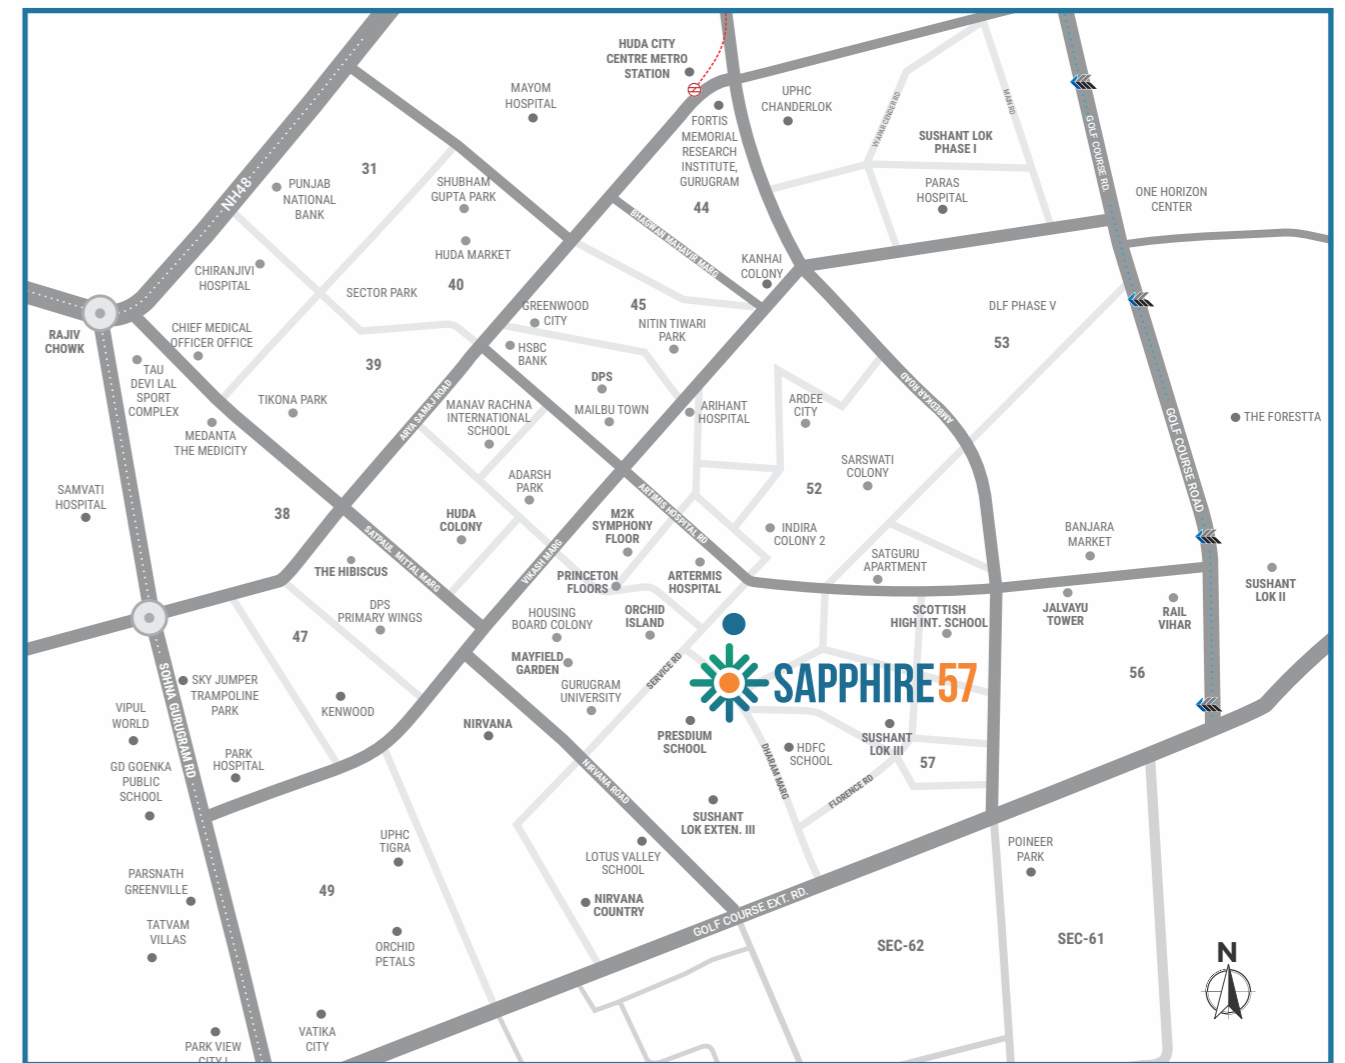 HUDA CITY
CENTRE METRO
STATION
MAYOM
HOSPITAL
UPHC
CHANDERLOK
FORTIS
MEMORIAL
RESEARCH
INSTITUTE,
GURUGRAM
44
MAIN RD
SUSHANT LOK
PHASE I
PARAS
HOSPITAL
GOLF COURSE RD
ONE HORIZON
CENTER
31
NH48
PUNJAB
NATIONAL
BANK
SHUBHAM
GUPTA PARK
HUDA MARKET
BHAGWAN MAHAVIR MARG
KANHAI
COLONY
CHIRANJIVI
HOSPITAL
SECTOR PARK
40
GREENWOOD
CITY
45
NITIN TIWARI
PARK
DLF PHASE V
53
RAJIV
CHOWK
CHIEF MEDICAL
OFFICER OFFICE
TAU
DEVI LAL
SPORT
COMPLEX
39
HSBC
BANK
DPS
MAILBU TOWN
TIKONA PARK
ARYA SAMAJ ROAD
MANAV RACHNA
INTERNATIONAL
SCHOOL
ARIHANT
HOSPITAL
ARDEE
CITY
AMBEDKAR ROAD
GOLF COURSE ROAD
THE FORESTTA
MEDANTA
THE MEDICITY
ADARSH
PARK
SARSWATI
COLONY
52
SAMVATI
HOSPITAL
38
HUDA
COLONY
M2K
SYMPHONY
FLOOR
ARTIMIS HOSPITAL RD
INDIRA
COLONY 2
BANJARA
MARKET
SATPAUL MITTAL MARG
VIKASH MARG
THE HIBISCUS
PRINCETON
FLOORS
ARTERMIS
HOSPITAL
SATGURU
APARTMENT
SUSHANT
LOK II
DPS
PRIMARY WINGS
HOUSING
BOARD COLONY
ORCHID
ISLAND
SCOTTISH
HIGH INT. SCHOOL
JALVAYU
TOWER
RAIL
VIHAR
47
MAYFIELD
GARDEN
SERVICE RD
SAPPHIRE57
56
SOHNA GURUGRAM RD
SKY JUMPER
TRAMPOLINE
PARK
KENWOOD
GURUGRAM
UNIVERSITY
VIPUL
WORLD
NIRVANA
PRESDIUM
SCHOOL
DHARAM MARG
HDFC
SCHOOL
SUSHANT
LOK III
57
PARK
HOSPITAL
GD GOENKA
PUBLIC
SCHOOL
NIRVANA ROAD
FLORENCE RD
SUSHANT
LOK EXTEN. III
UPHC
TIGRA
LOTUS VALLEY
SCHOOL
POINEER
PARK
PARSNATH
GREENVILLE
49
NIRVANA
COUNTRY
GOLF COURSE EXT. RD.
TATVAM
VILLAS
ORCHID
PETALS
SEC-62
SEC-61
N
VATIKA
CITY
PARK VIEW
CITY I